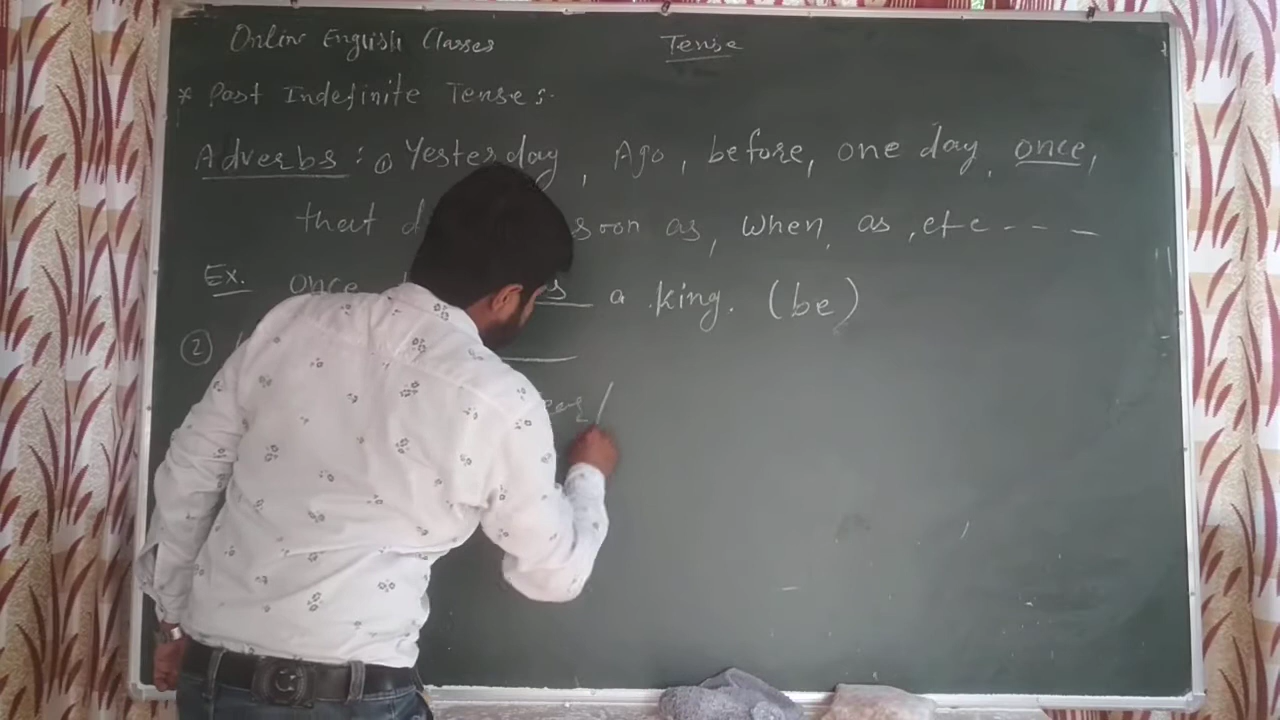 Online English Classes Tense
* Past Indefinite Tense :-
Adverbs : ① Yesterday, Ago, before, one day, once,
that soon as, when, as, etc - - -
Ex. once a king. (be)
②